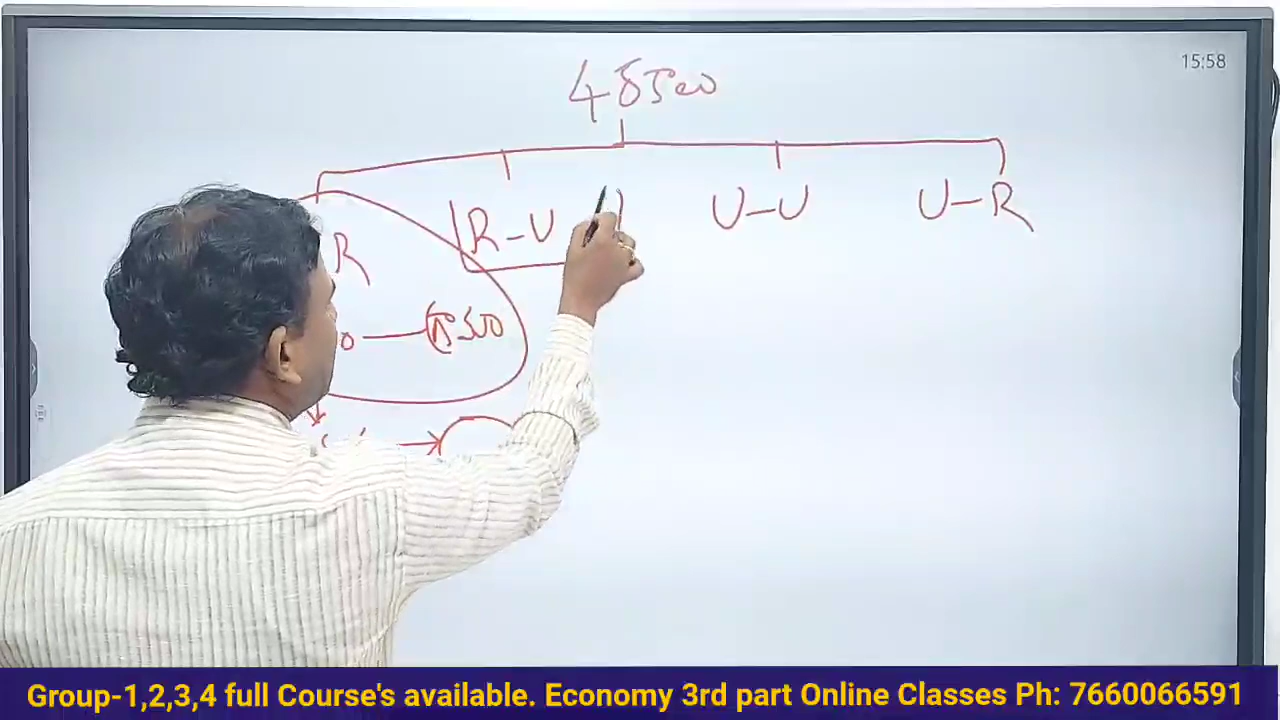 15:58
4 రకాలు
R
R-U
U-U
U-R
Group-1,2,3,4 full Course's available. Economy 3rd part Online Classes Ph: 7660066591